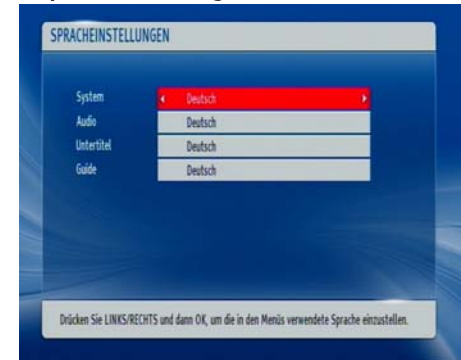 SPRACHEINSTELLUNGEN
System Deutsch
Audio Deutsch
Untertitel Deutsch
Guide Deutsch
Drücken Sie LINKS/RECHTS und dann OK, um die in den Menüs verwendete Sprache einzustellen.